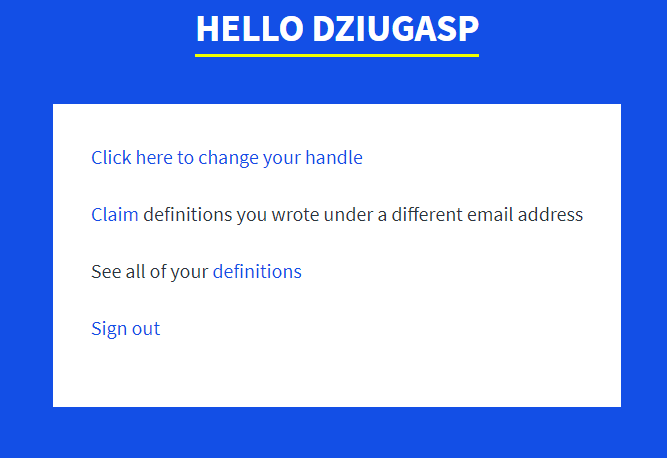 HELLO DZIUGASP
Click here to change your handle
Claim definitions you wrote under a different email address
See all of your definitions
Sign out